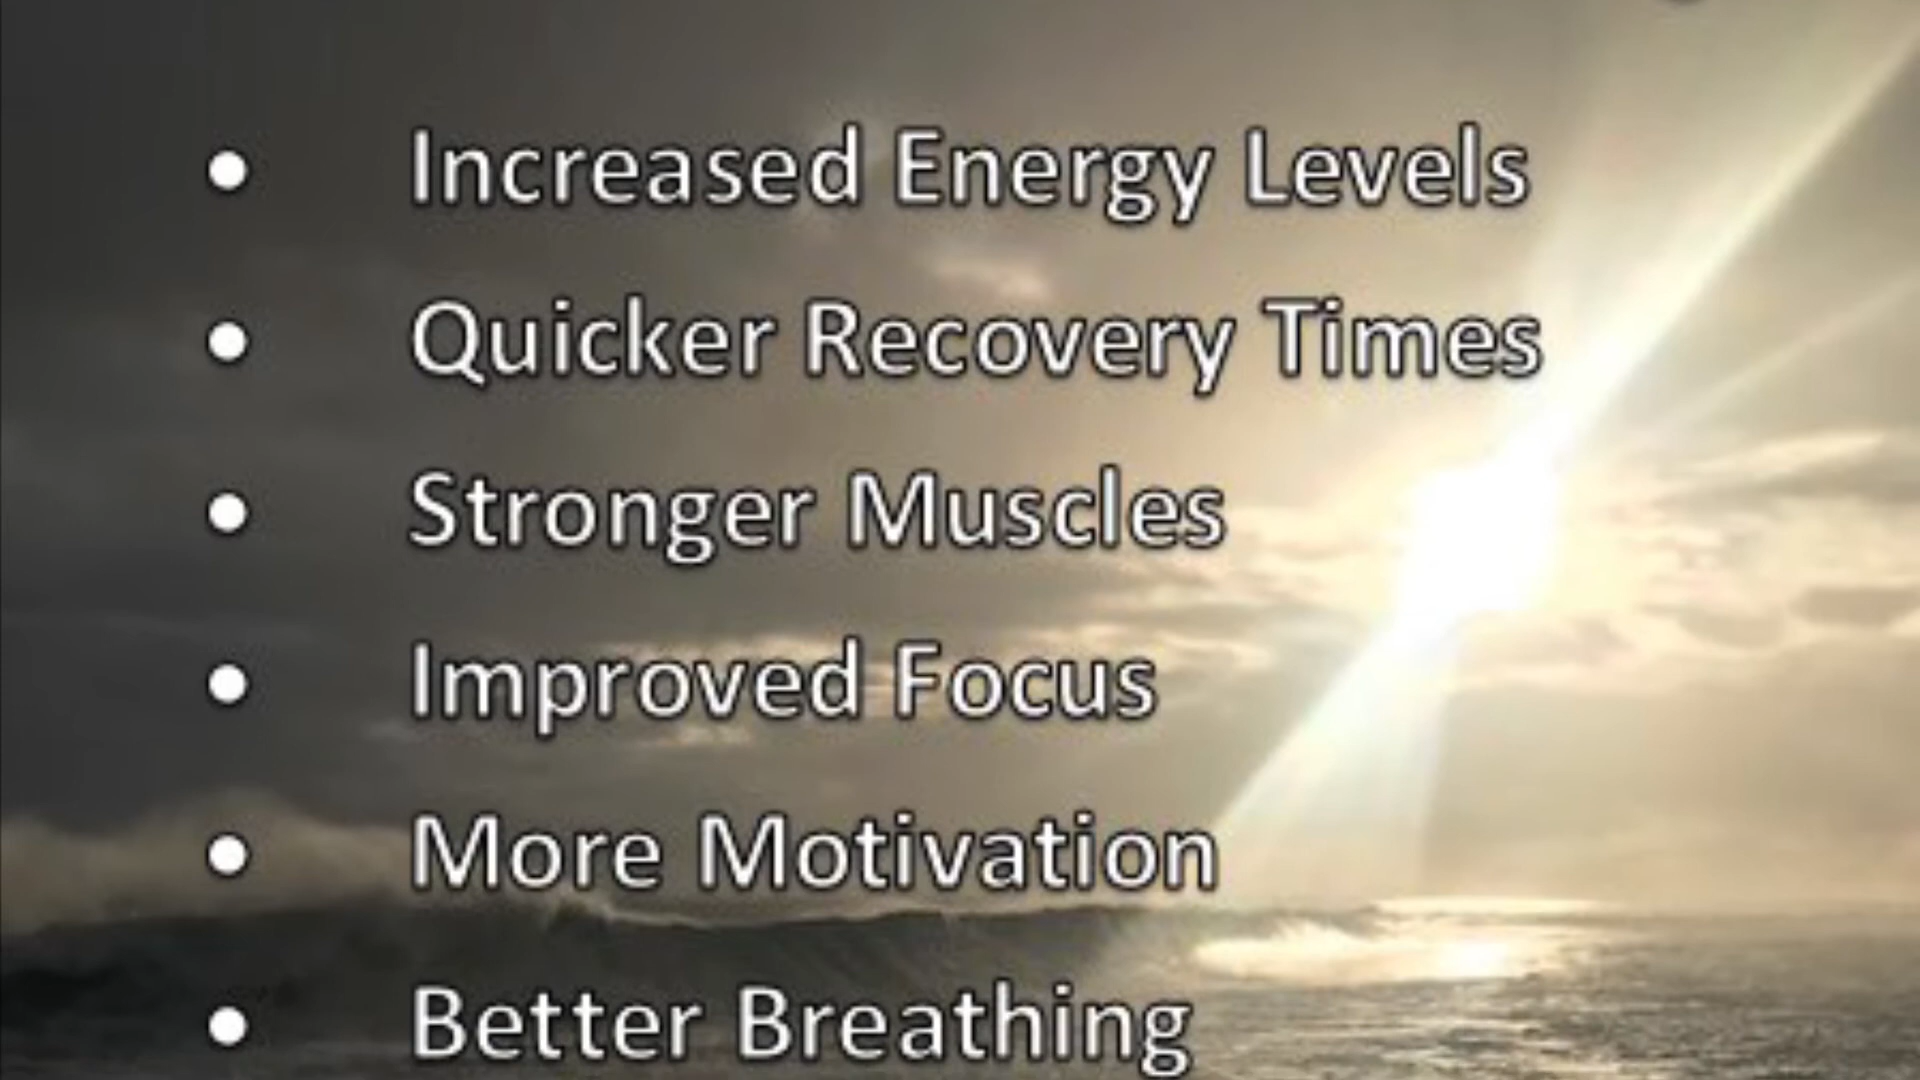 • Increased Energy Levels
• Quicker Recovery Times
• Stronger Muscles
• Improved Focus
• More Motivation
• Better Breathing